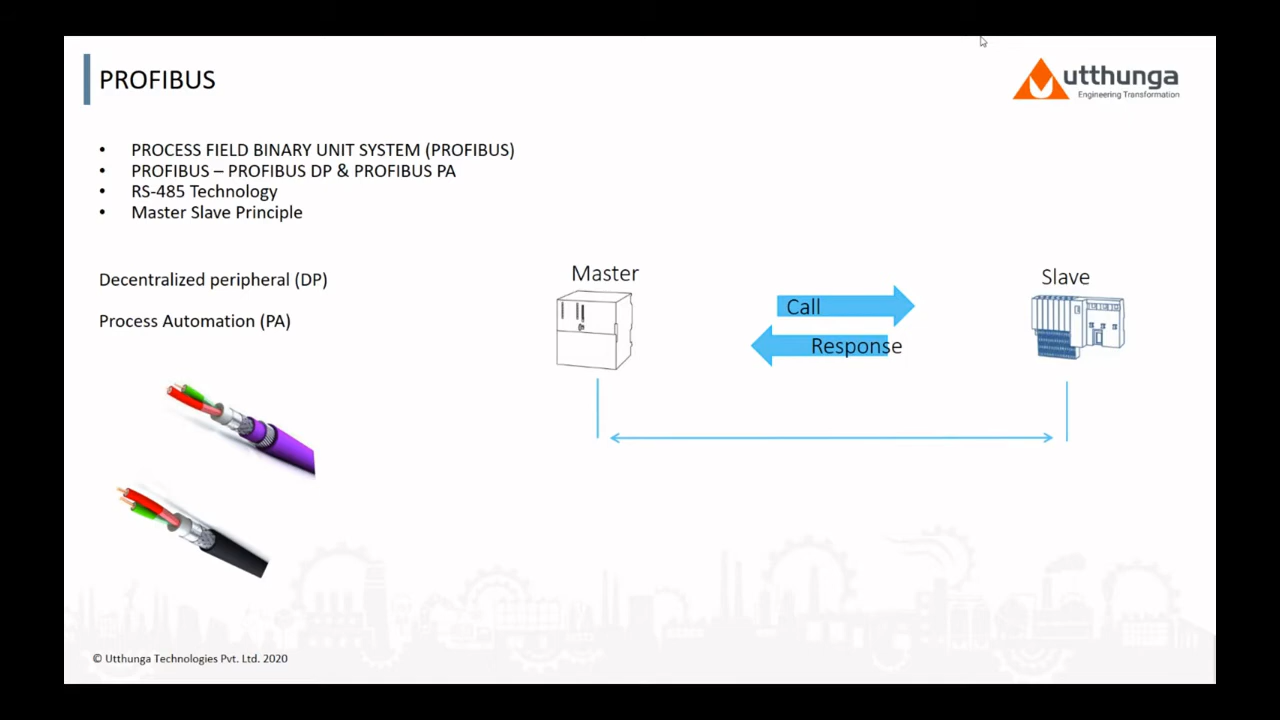 PROFIBUS
utthunga
Engineering Transformation
• PROCESS FIELD BINARY UNIT SYSTEM (PROFIBUS)
• PROFIBUS – PROFIBUS DP & PROFIBUS PA
• RS-485 Technology
• Master Slave Principle
Decentralized peripheral (DP)
Process Automation (PA)
Master
Slave
Call
Response
© Utthunga Technologies Pvt. Ltd. 2020